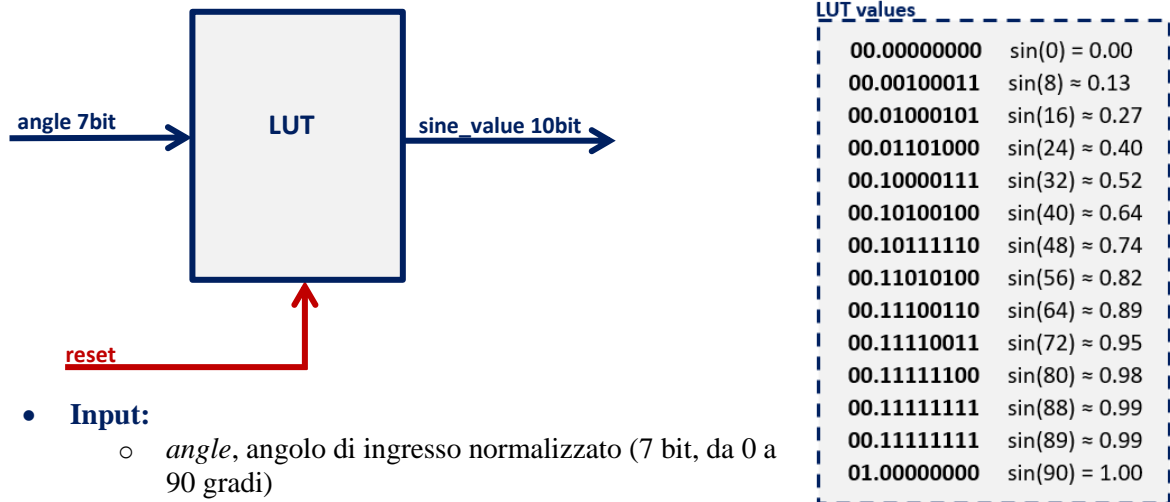 angle 7bit
LUT
sine_value 10bit
reset
• Input:
o angle, angolo di ingresso normalizzato (7 bit, da 0 a
90 gradi)
LUT values
00.00000000 sin(0) = 0.00
00.00100011 sin(8) ≈ 0.13
00.01000101 sin(16) ≈ 0.27
00.01101000 sin(24) ≈ 0.40
00.10000111 sin(32) ≈ 0.52
00.10100100 sin(40) ≈ 0.64
00.10111110 sin(48) ≈ 0.74
00.11010100 sin(56) ≈ 0.82
00.11100110 sin(64) ≈ 0.89
00.11110011 sin(72) ≈ 0.95
00.11111100 sin(80) ≈ 0.98
00.11111111 sin(88) ≈ 0.99
00.11111111 sin(89) ≈ 0.99
01.00000000 sin(90) = 1.00